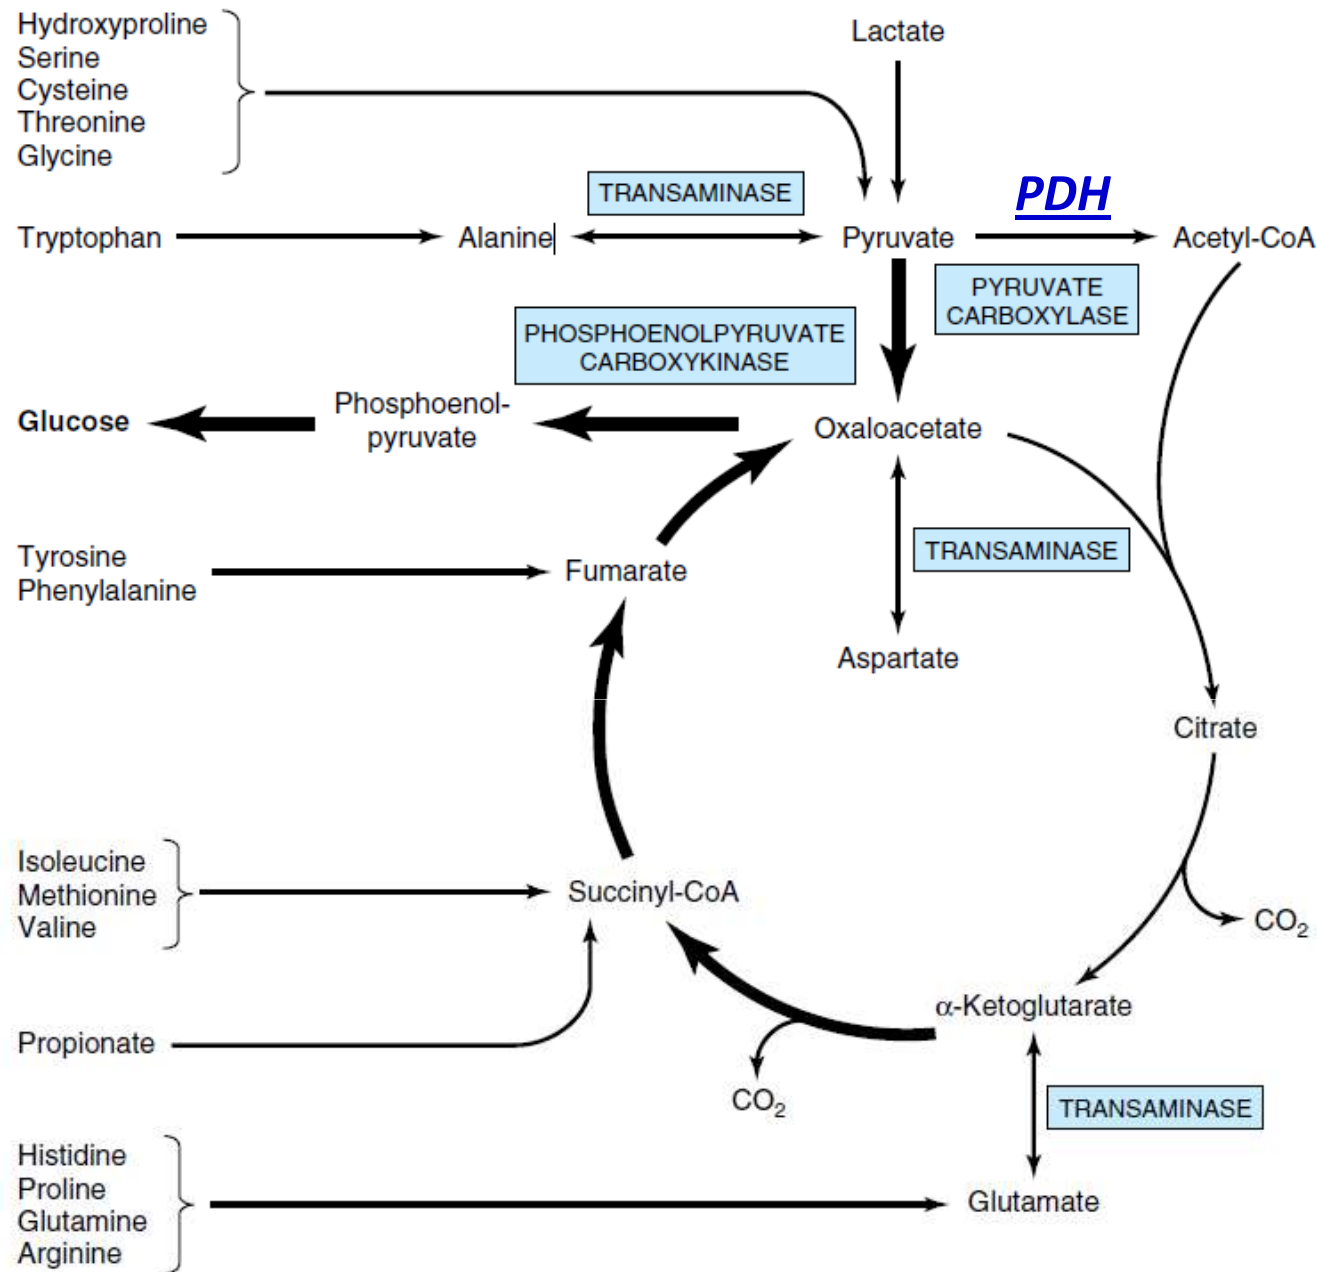 Hydroxyproline
Serine
Cysteine
Threonine
Glycine
Lactate
TRANSAMINASE
PDH
Tryptophan
Alanine
Pyruvate
Acetyl-CoA
PYRUVATE
CARBOXYLASE
PHOSPHOENOLPYRUVATE
CARBOXYKINASE
Glucose
Phosphoenol-
pyruvate
Oxaloacetate
TRANSAMINASE
Tyrosine
Phenylalanine
Fumarate
Aspartate
Citrate
Isoleucine
Methionine
Valine
Succinyl-CoA
CO₂
α-Ketoglutarate
Propionate
CO₂
TRANSAMINASE
Histidine
Proline
Glutamine
Arginine
Glutamate